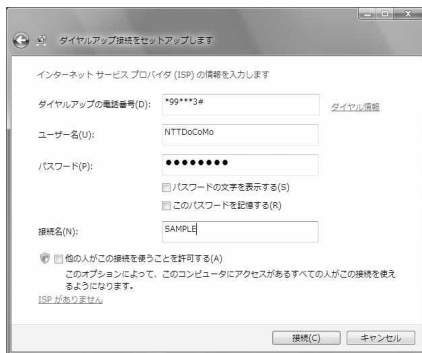 ダイヤルアップ接続をセットアップします
インターネット サービス プロバイダ (ISP) の情報を入力します
ダイヤルアップの電話番号(D): *99***3# ダイヤル情報
ユーザー名(U): NTTDoCoMo
パスワード(P): ●●●●●●●●
パスワードの文字を表示する(S)
このパスワードを記憶する(R)
接続名(N): SAMPLE
他の人がこの接続を使うことを許可する(A)
このオプションによって、このコンピュータにアクセスがあるすべての人がこの接続を使え
るようになります。
ISP がありません
接続(C) キャンセル